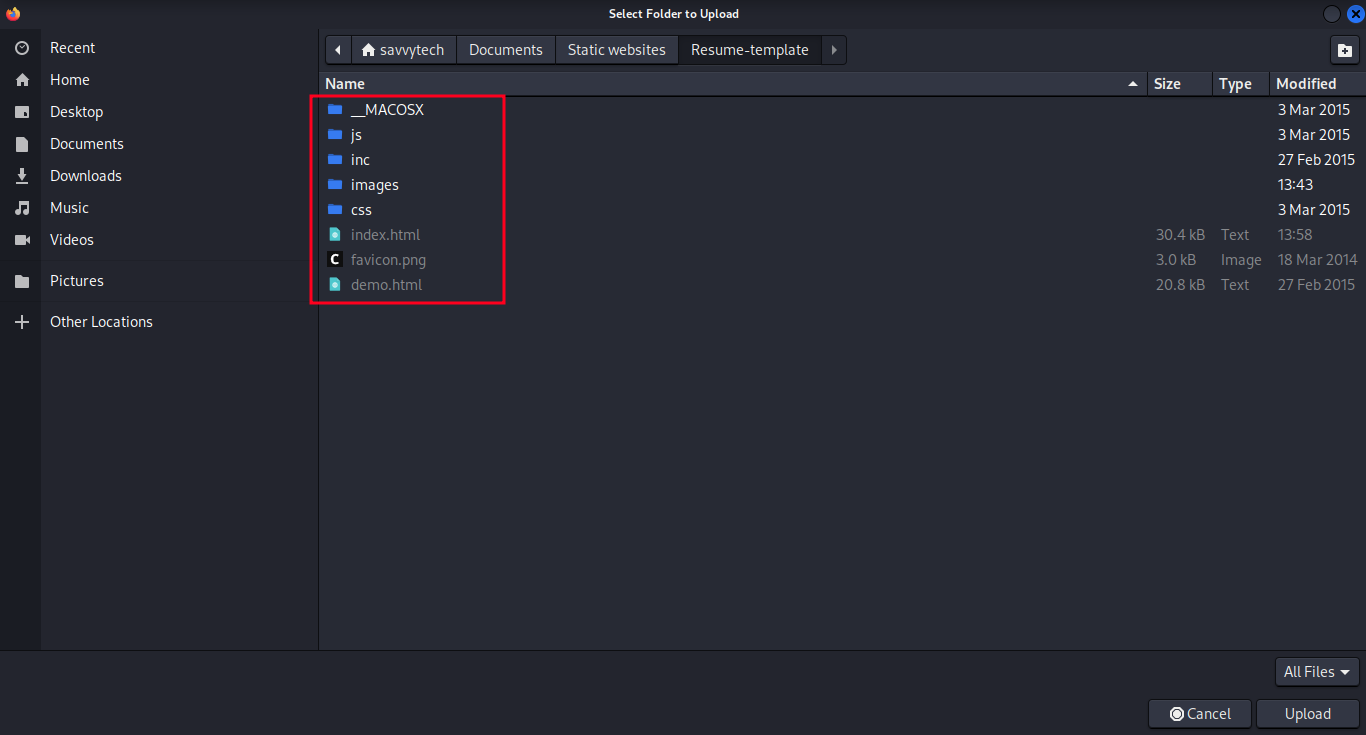 Select Folder to Upload
Recent
Home
Desktop
Documents
Downloads
Music
Videos
Pictures
Other Locations
savvytech Documents Static websites Resume-template
Name Size Type Modified
__MACOSX 3 Mar 2015
js 3 Mar 2015
inc 27 Feb 2015
images 13:43
css 3 Mar 2015
index.html 30.4 kB Text 13:58
C favicon.png 3.0 kB Image 18 Mar 2014
demo.html 20.8 kB Text 27 Feb 2015
All Files
Cancel Upload